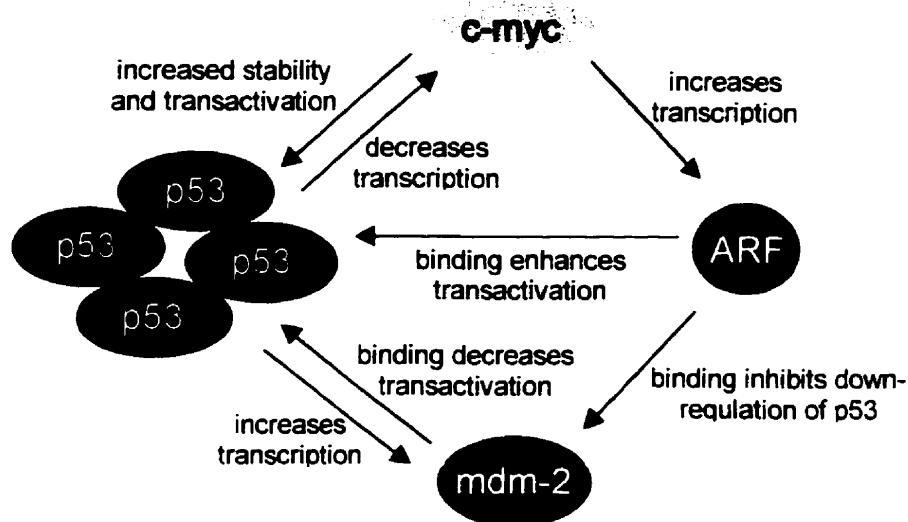 c-myc
increased stability
and transactivation
increases
transcription
decreases
transcription
p53
p53
p53
p53
ARF
binding enhances
transactivation
binding decreases
transactivation
binding inhibits down-
requlation of p53
increases
transcription
mdm-2